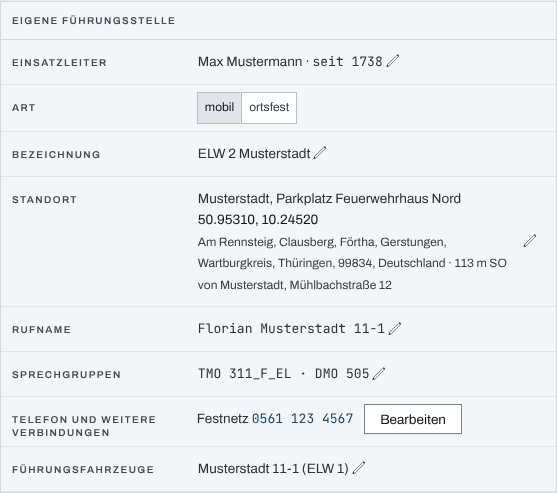 EIGENE FÜHRUNGSSTELLE
EINSATZLEITER
Max Mustermann · seit 1738
ART
mobil ortsfest
BEZEICHNUNG
ELW 2 Musterstadt
STANDORT
Musterstadt, Parkplatz Feuerwehrhaus Nord
50.95310, 10.24520
Am Rennsteig, Clausberg, Förtha, Gerstungen,
Wartburgkreis, Thüringen, 99834, Deutschland · 113 m SO
von Musterstadt, Mühlbachstraße 12
RUFNAME
Florian Musterstadt 11-1
SPRECHGRUPPEN
TMO 311_F_EL · DMO 505
TELEFON UND WEITERE
VERBINDUNGEN
Festnetz 0561 123 4567 Bearbeiten
FÜHRUNGSFAHRZEUGE
Musterstadt 11-1 (ELW 1)